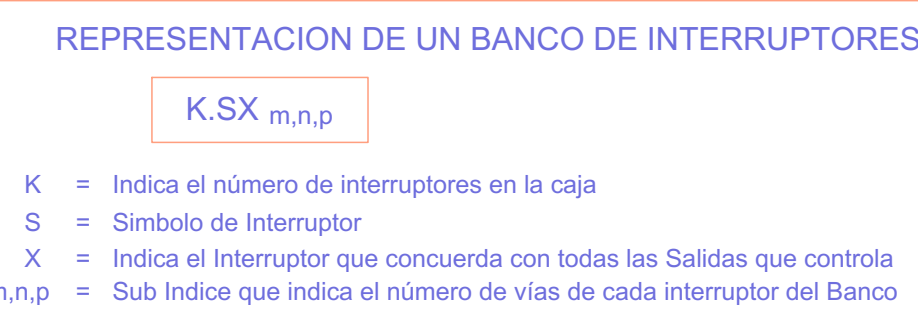 REPRESENTACION DE UN BANCO DE INTERRUPTORES
K.SX m,n,p
K = Indica el número de interruptores en la caja
S = Simbolo de Interruptor
X = Indica el Interruptor que concuerda con todas las Salidas que controla
m,n,p = Sub Indice que indica el número de vías de cada interruptor del Banco